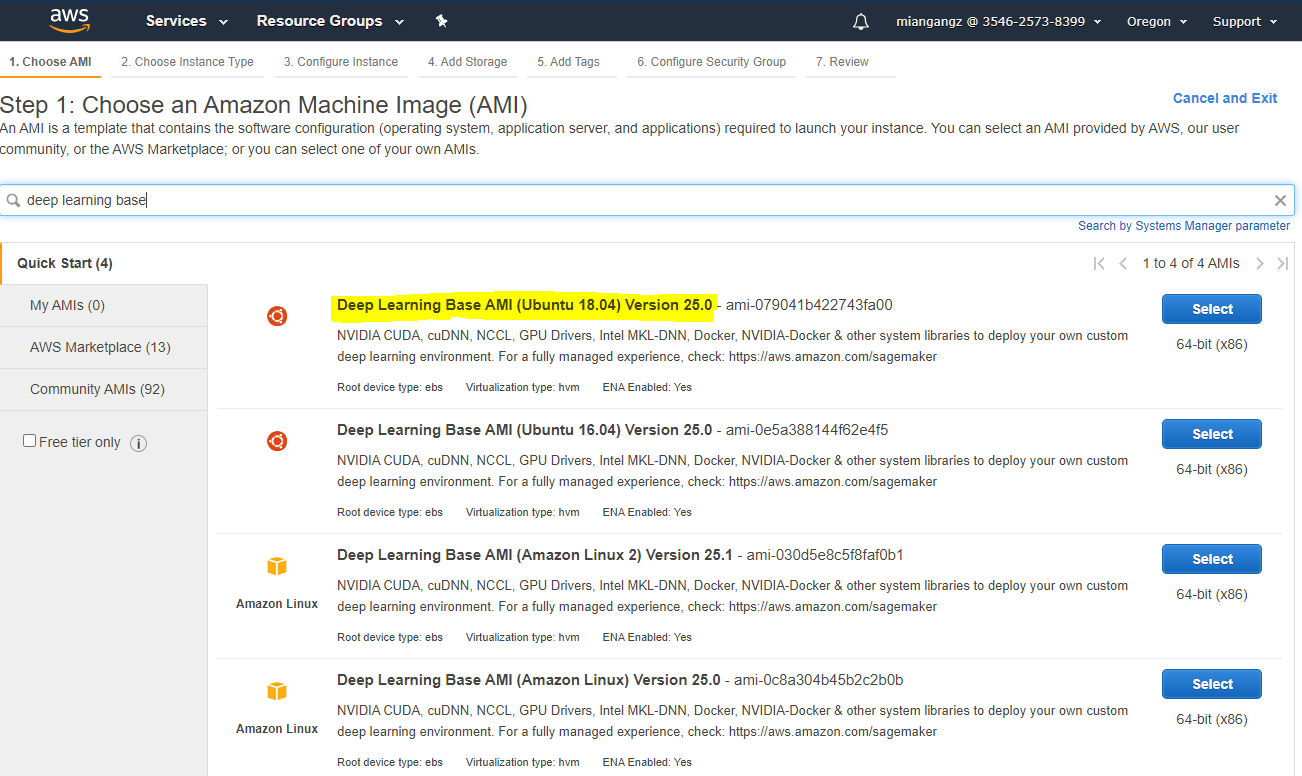 aws Services Resource Groups miangangz @ 3546-2573-8399 Oregon Support
1. Choose AMI 2. Choose Instance Type 3. Configure Instance 4. Add Storage 5. Add Tags 6. Configure Security Group 7. Review
Step 1: Choose an Amazon Machine Image (AMI)
Cancel and Exit
An AMI is a template that contains the software configuration (operating system, application server, and applications) required to launch your instance. You can select an AMI provided by AWS, our user
community, or the AWS Marketplace; or you can select one of your own AMIs.
deep learning base
Search by Systems Manager parameter
Quick Start (4)
1 to 4 of 4 AMIs
My AMIs (0)
AWS Marketplace (13)
Community AMIs (92)
Free tier only
Deep Learning Base AMI (Ubuntu 18.04) Version 25.0 - ami-079041b422743fa00
Select
NVIDIA CUDA, cuDNN, NCCL, GPU Drivers, Intel MKL-DNN, Docker, NVIDIA-Docker & other system libraries to deploy your own custom
deep learning environment. For a fully managed experience, check: https://aws.amazon.com/sagemaker
64-bit (x86)
Root device type: ebs Virtualization type: hvm ENA Enabled: Yes
Deep Learning Base AMI (Ubuntu 16.04) Version 25.0 - ami-0e5a388144f62e4f5
Select
NVIDIA CUDA, cuDNN, NCCL, GPU Drivers, Intel MKL-DNN, Docker, NVIDIA-Docker & other system libraries to deploy your own custom
deep learning environment. For a fully managed experience, check: https://aws.amazon.com/sagemaker
64-bit (x86)
Root device type: ebs Virtualization type: hvm ENA Enabled: Yes
Amazon Linux
Deep Learning Base AMI (Amazon Linux 2) Version 25.1 - ami-030d5e8c5f8faf0b1
Select
NVIDIA CUDA, cuDNN, NCCL, GPU Drivers, Intel MKL-DNN, Docker, NVIDIA-Docker & other system libraries to deploy your own custom
deep learning environment. For a fully managed experience, check: https://aws.amazon.com/sagemaker
64-bit (x86)
Root device type: ebs Virtualization type: hvm ENA Enabled: Yes
Amazon Linux
Deep Learning Base AMI (Amazon Linux) Version 25.0 - ami-0c8a304b45b2c2b0b
Select
NVIDIA CUDA, cuDNN, NCCL, GPU Drivers, Intel MKL-DNN, Docker, NVIDIA-Docker & other system libraries to deploy your own custom
deep learning environment. For a fully managed experience, check: https://aws.amazon.com/sagemaker
64-bit (x86)
Root device type: ebs Virtualization type: hvm ENA Enabled: Yes